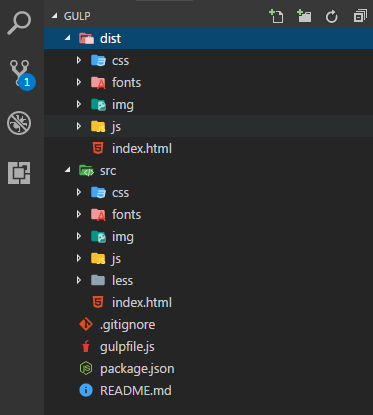 GULP
dist
css
fonts
img
js
index.html
src
css
fonts
img
js
less
index.html
.gitignore
gulpfile.js
package.json
README.md
1